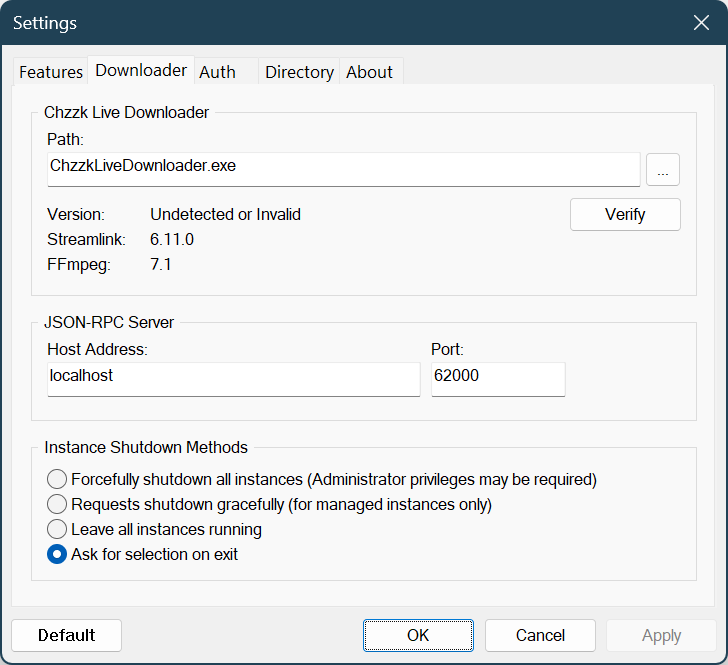 Settings
Features Downloader Auth Directory About
Chzzk Live Downloader
Path:
ChzzkLiveDownloader.exe ...
Version: Undetected or Invalid Verify
Streamlink: 6.11.0
FFmpeg: 7.1
JSON-RPC Server
Host Address: Port:
localhost 62000
Instance Shutdown Methods
Forcefully shutdown all instances (Administrator privileges may be required)
Requests shutdown gracefully (for managed instances only)
Leave all instances running
Ask for selection on exit
Default OK Cancel Apply